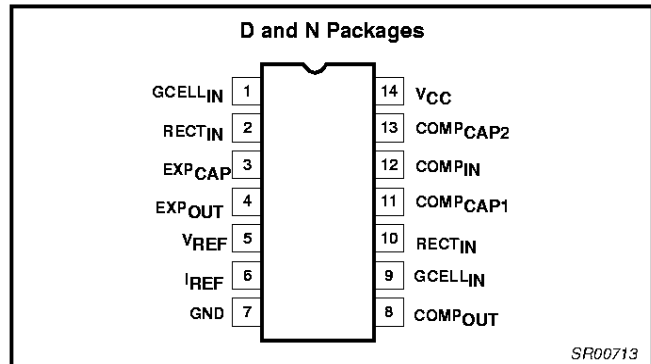 D and N Packages
GCELLIN 1 14 VCC
RECTIN 2 13 COMPCAP2
EXPCAP 3 12 COMPIN
EXPOUT 4 11 COMPCAP1
VREF 5 10 RECTIN
IREF 6 9 GCELLIN
GND 7 8 COMPOUT
SR00713